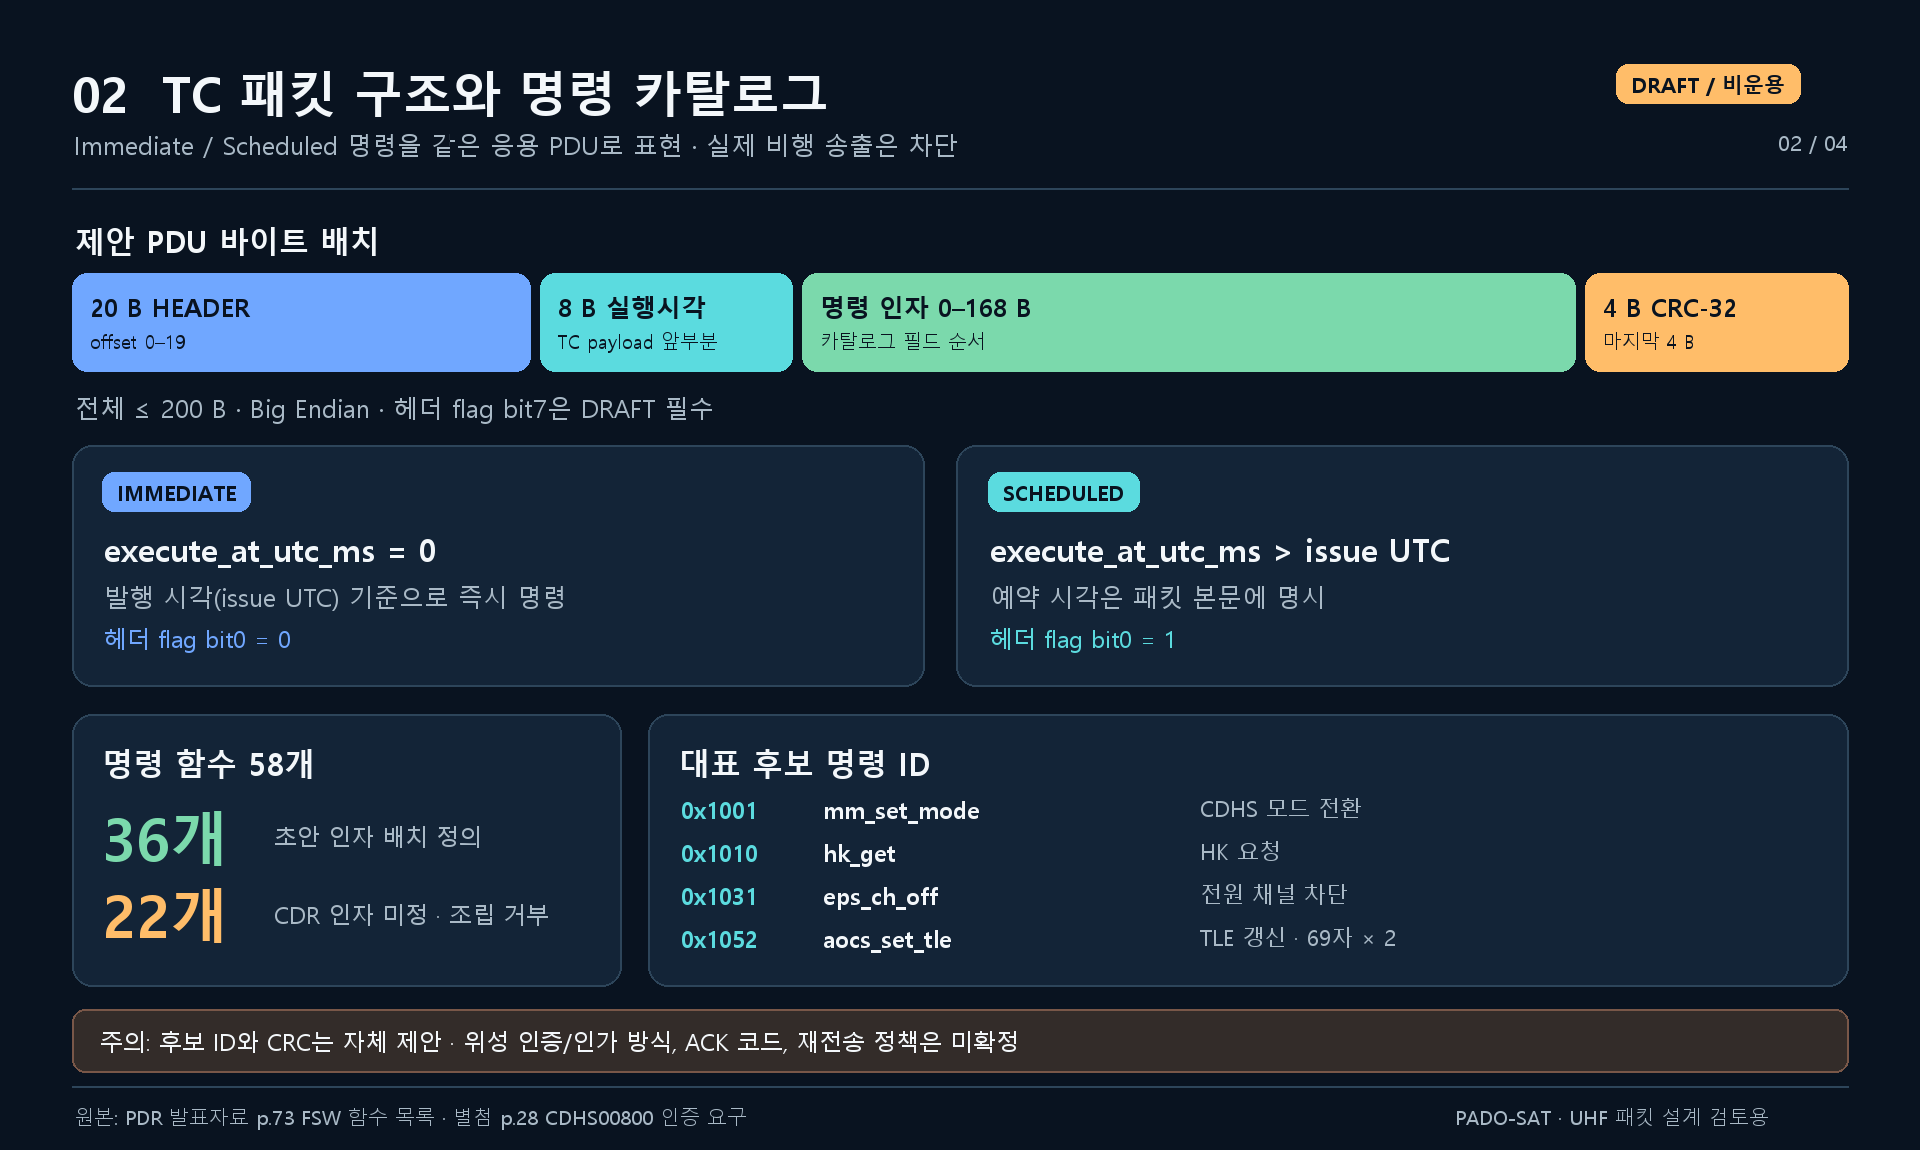 02 TC 패킷 구조와 명령 카탈로그
DRAFT / 비운용
Immediate / Scheduled 명령을 같은 응용 PDU로 표현 · 실제 비행 송출은 차단
02 / 04
제안 PDU 바이트 배치
20 B HEADER
offset 0–19
8 B 실행시각
TC payload 앞부분
명령 인자 0–168 B
카탈로그 필드 순서
4 B CRC-32
마지막 4 B
전체 ≤ 200 B · Big Endian · 헤더 flag bit7은 DRAFT 필수
IMMEDIATE
execute_at_utc_ms = 0
발행 시각(issue UTC) 기준으로 즉시 명령
헤더 flag bit0 = 0
SCHEDULED
execute_at_utc_ms > issue UTC
예약 시각은 패킷 본문에 명시
헤더 flag bit0 = 1
명령 함수 58개
36개 초안 인자 배치 정의
22개 CDR 인자 미정 · 조립 거부
대표 후보 명령 ID
0x1001 mm_set_mode CDHS 모드 전환
0x1010 hk_get HK 요청
0x1031 eps_ch_off 전원 채널 차단
0x1052 aocs_set_tle TLE 갱신 · 69자 × 2
주의: 후보 ID와 CRC는 자체 제안 · 위성 인증/인가 방식, ACK 코드, 재전송 정책은 미확정
원본: PDR 발표자료 p.73 FSW 함수 목록 · 별첨 p.28 CDHS00800 인증 요구
PADO-SAT · UHF 패킷 설계 검토용